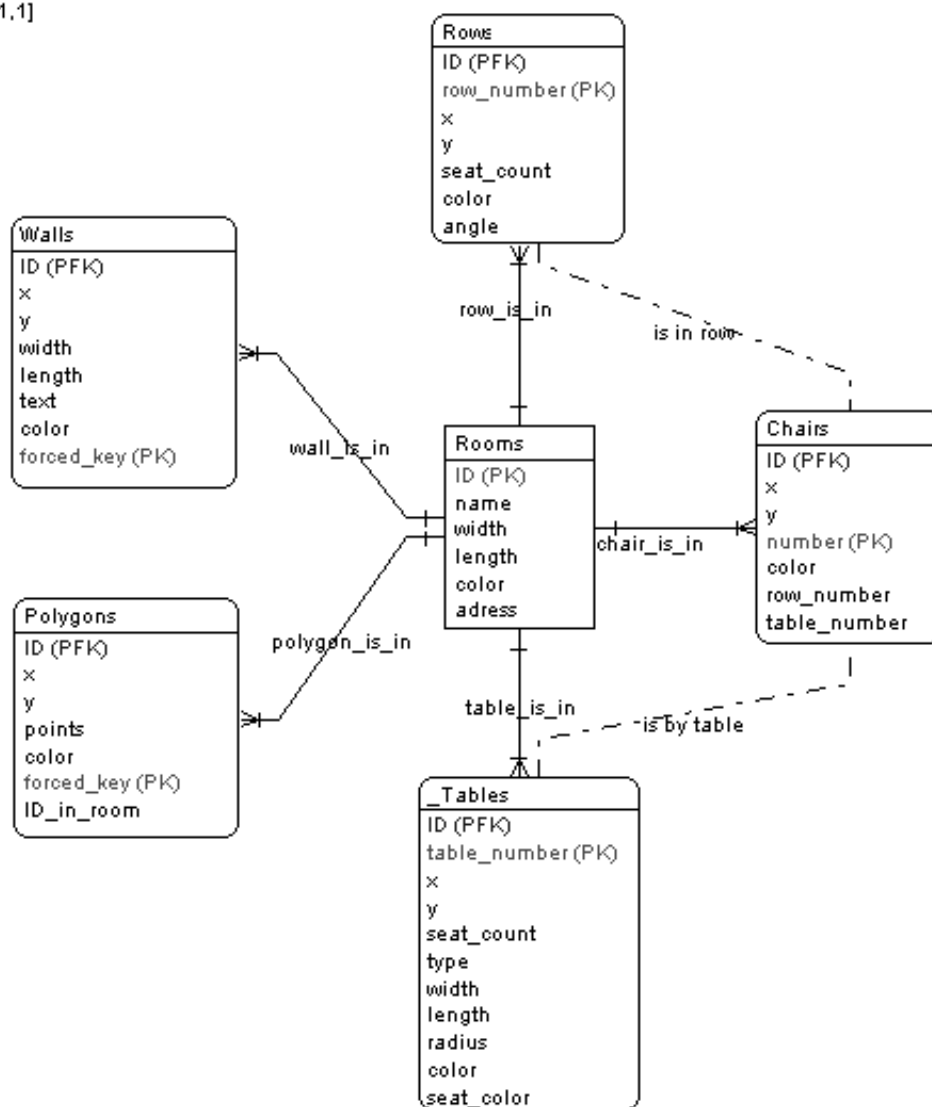 1,1]
Rows
ID (PFK)
row_number (PK)
x
y
seat_count
color
angle
Walls
ID (PFK)
x
y
width
length
text
color
forced_key (PK)
row_is_in
is in row
wall_is_in
Rooms
ID (PK)
name
width
length
color
adress
Chairs
ID (PFK)
x
y
number (PK)
color
row_number
table_number
chair_is_in
Polygons
ID (PFK)
x
y
points
color
forced_key (PK)
ID_in_room
polygon_is_in
table_is_in
is by table
_Tables
ID (PFK)
table_number (PK)
x
y
seat_count
type
width
length
radius
color
seat_color